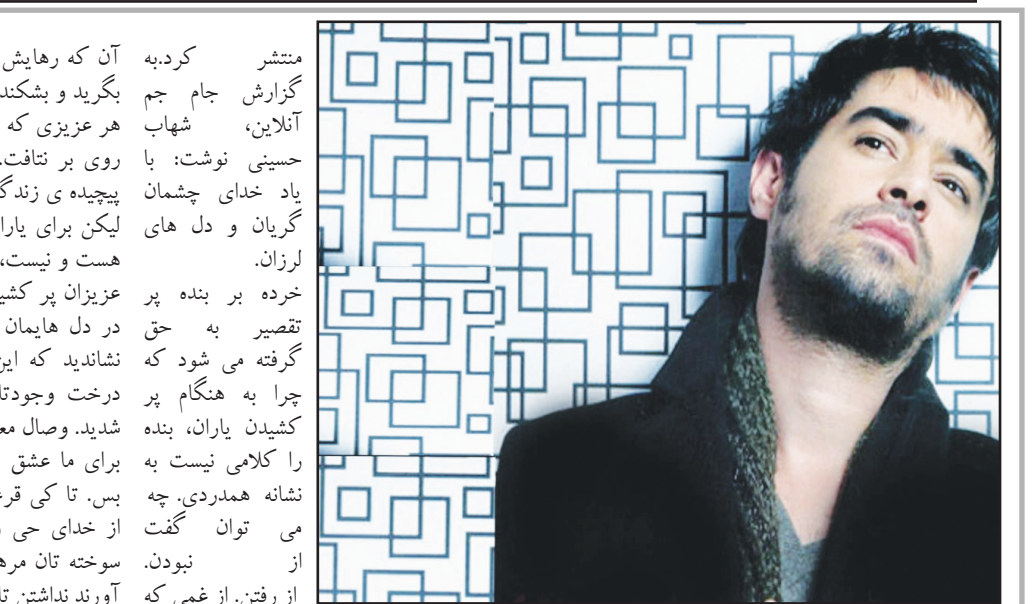 منتشر کرد.به
گزارش جام جم
آنلاین، شهاب
حسینی نوشت: با
یاد خدای چشمان
گریان و دل های
لرزان.
خرده بر بنده پر
تقصیر به حق
گرفته می شود که
چرا به هنگام پر
کشیدن یاران، بنده
را کلامی نیست به
نشانه همدردی. چه
می توان گفت
از نبودن.
از رفتن. از غمی که
آن که رهایش
بگرید و بشکند
هر عزیزی که
روی بر نتافت.
پیچیده ی
لیکن برای
هست و نیست،
عزیزان پر
در دل هایمان
نشاندید که
درخت
شدید. وصال
برای ما عشق
بس. تا کی
از خدای حی
سوخته تان
آورند نداشتن